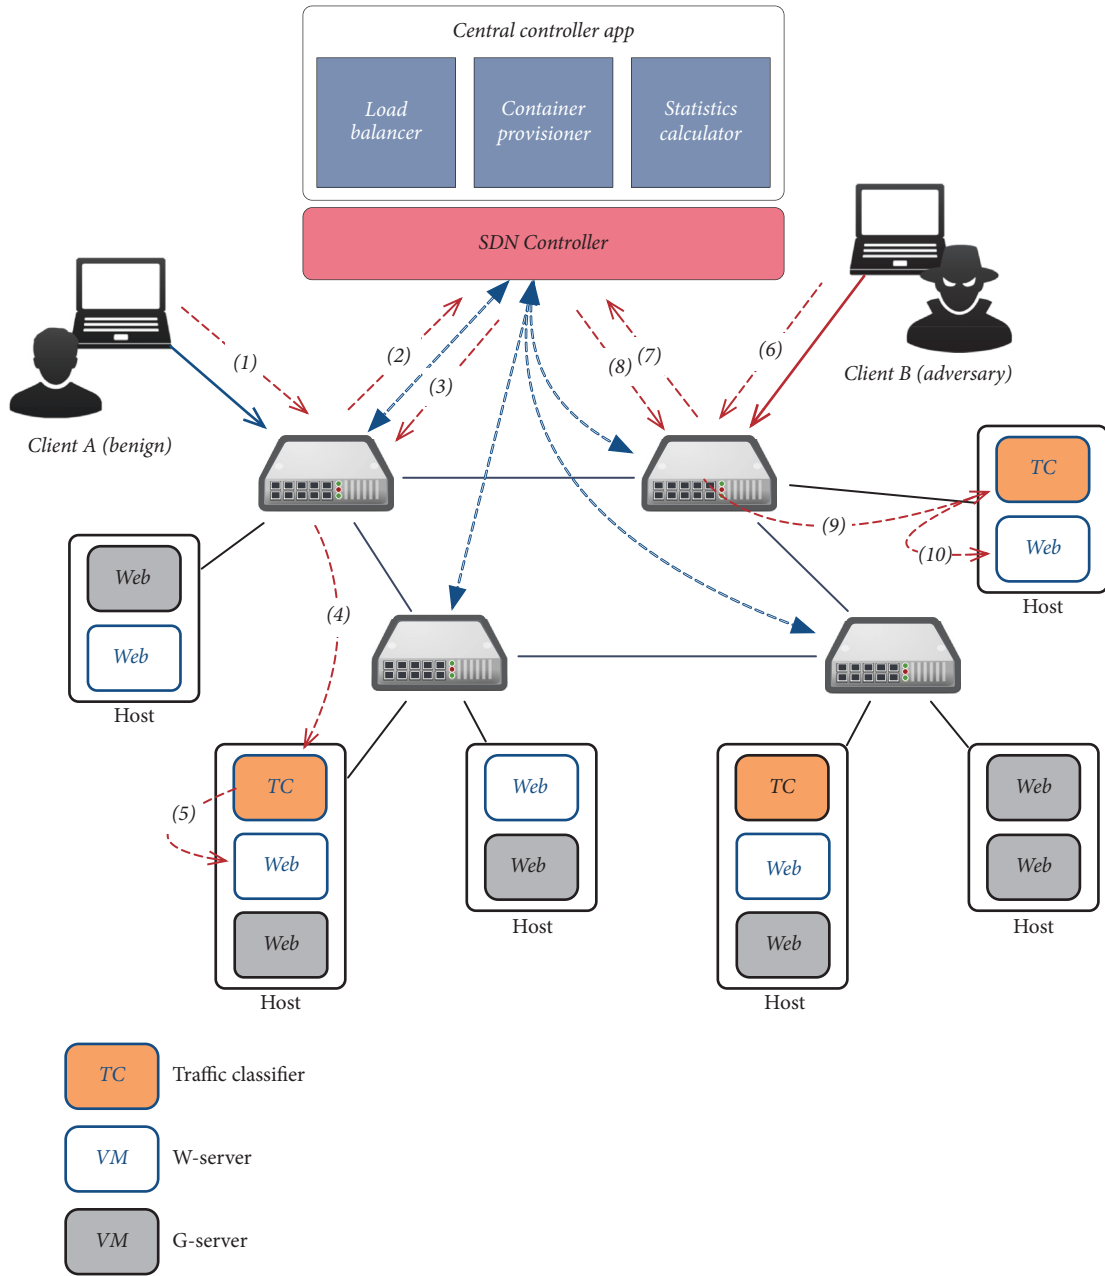 Central controller app
Load
balancer
Container
provisioner
Statistics
calculator
SDN Controller
(1)
(2)
(3)
(8)
(7)
(6)
Client A (benign)
Client B (adversary)
TC
Web
Host
(9)
(10)
Web
Web
Host
(4)
TC
(5)
Web
Web
Host
Web
Web
Host
TC
Web
Web
Host
Web
Web
Host
TC
Traffic classifier
VM
W-server
VM
G-server